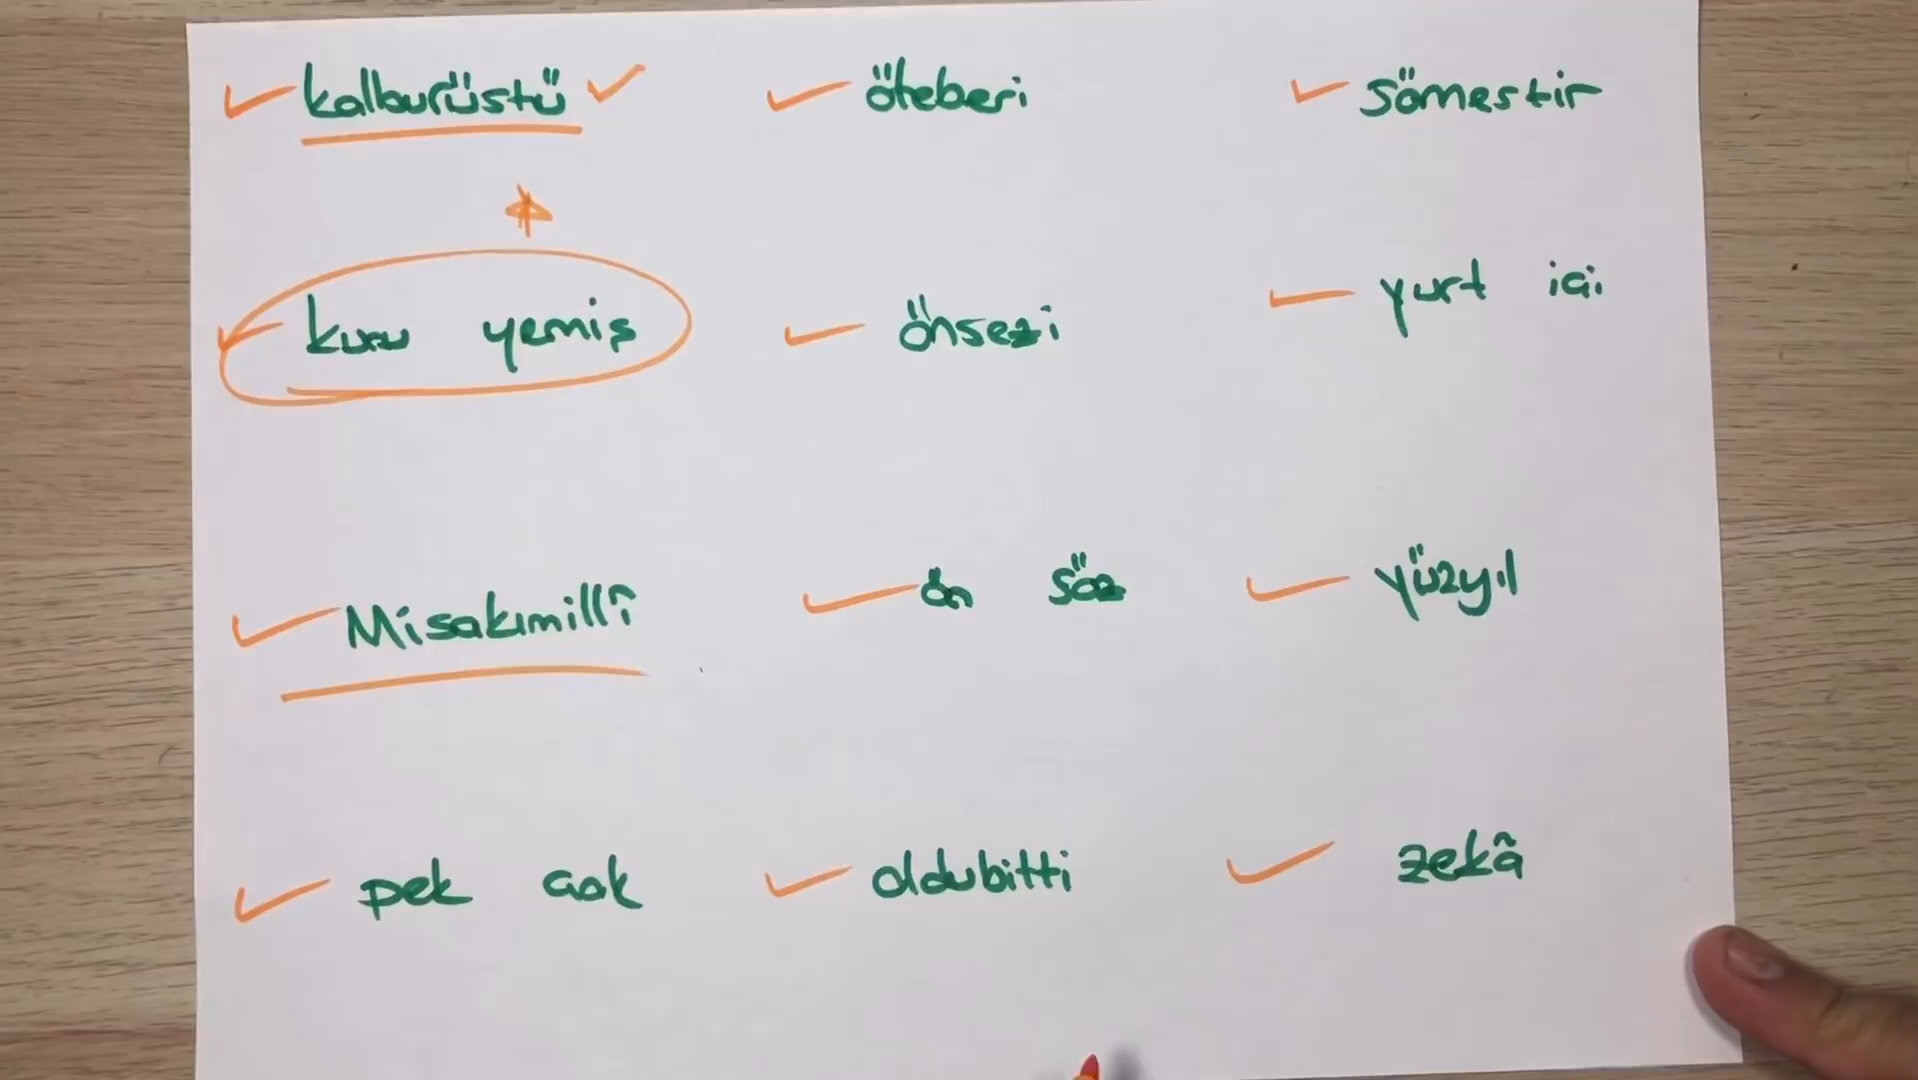 kalburüstü öteberi sömestir
kuru yemiş önsezi yurt içi
Misakımillî ön söz yüzyıl
pek çok oldubitti zekâ